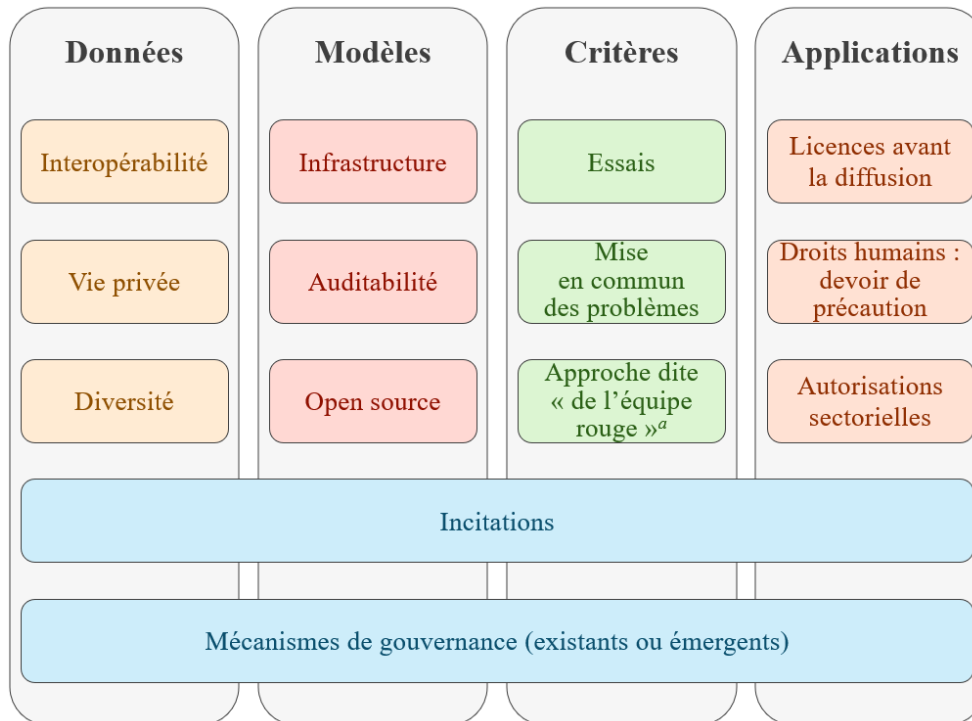 Données
Modèles
Critères
Applications
Interopérabilité
Infrastructure
Essais
Licences avant
la diffusion
Vie privée
Auditabilité
Mise
en commun
des problèmes
Droits humains :
devoir de
précaution
Diversité
Open source
Approche dite
« de l’équipe
rouge »a
Autorisations
sectorielles
Incitations
Mécanismes de gouvernance (existants ou émergents)